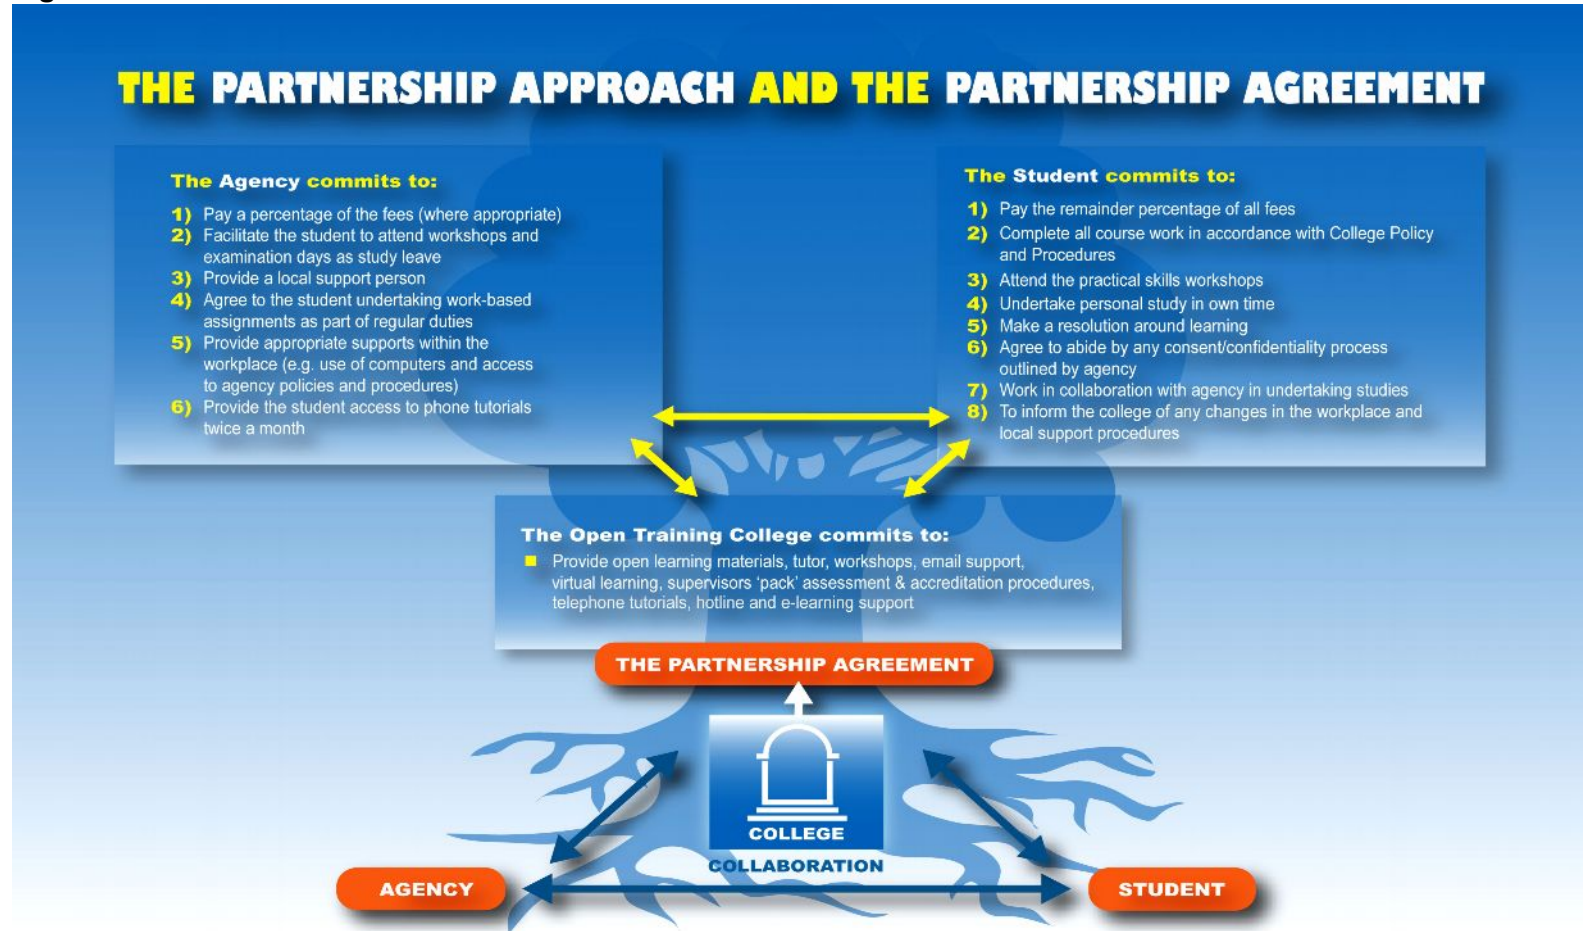 THE PARTNERSHIP APPROACH AND THE PARTNERSHIP AGREEMENT
The Agency commits to:
1) Pay a percentage of the fees (where appropriate)
2) Facilitate the student to attend workshops and
examination days as study leave
3) Provide a local support person
4) Agree to the student undertaking work-based
assignments as part of regular duties
5) Provide appropriate supports within the
workplace (e.g. use of computers and access
to agency policies and procedures)
6) Provide the student access to phone tutorials
twice a month
The Student commits to:
1) Pay the remainder percentage of all fees
2) Complete all course work in accordance with College Policy
and Procedures
3) Attend the practical skills workshops
4) Undertake personal study in own time
5) Make a resolution around learning
6) Agree to abide by any consent/confidentiality process
outlined by agency
7) Work in collaboration with agency in undertaking studies
8) To inform the college of any changes in the workplace and
local support procedures
The Open Training College commits to:
Provide open learning materials, tutor, workshops, email support,
virtual learning, supervisors ‘pack’ assessment & accreditation procedures,
telephone tutorials, hotline and e-learning support
THE PARTNERSHIP AGREEMENT
COLLEGE
COLLABORATION
AGENCY
STUDENT